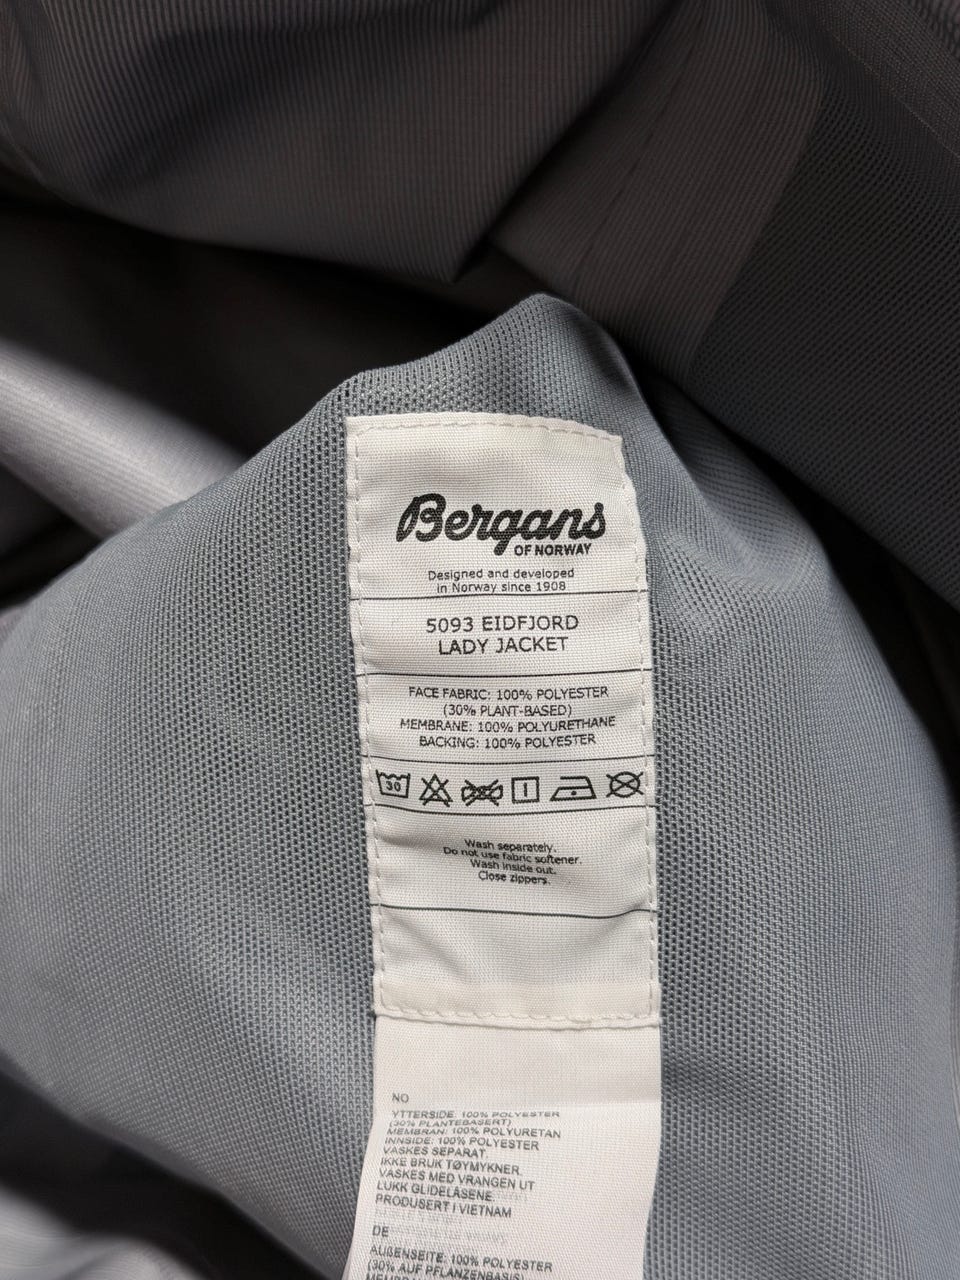 Bergans
OF NORWAY
Designed and developed
in Norway since 1908
5093 EIDFJORD
LADY JACKET
FACE FABRIC: 100% POLYESTER
(30% PLANT-BASED)
MEMBRANE: 100% POLYURETHANE
BACKING: 100% POLYESTER
30
Wash separately.
Do not use fabric softener.
Wash inside out.
Close zippers.
NO
YTTERSIDE: 100% POLYESTER
(30% PLANTEBASERT)
MEMBRAN: 100% POLYURETAN
INNSIDE: 100% POLYESTER
VASKES SEPARAT.
IKKE BRUK TØYMYKNER.
VASKES MED VRANGEN UT
LUKK GLIDELÅSENE
PRODUSERT I VIETNAM
DE
AUßENSEITE: 100% POLYESTER
(30% AUF PFLANZENBASIS)